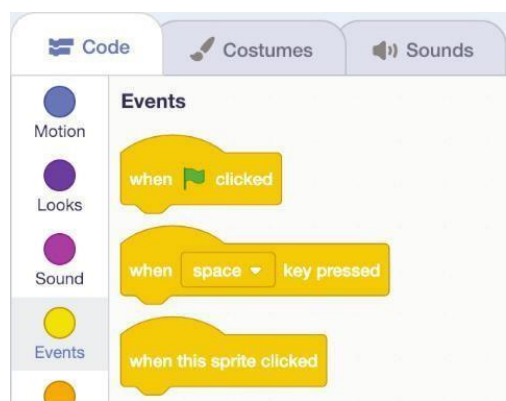 Code Costumes Sounds
Motion
Looks
Sound
Events
Events
when clicked
when space key pressed
when this sprite clicked